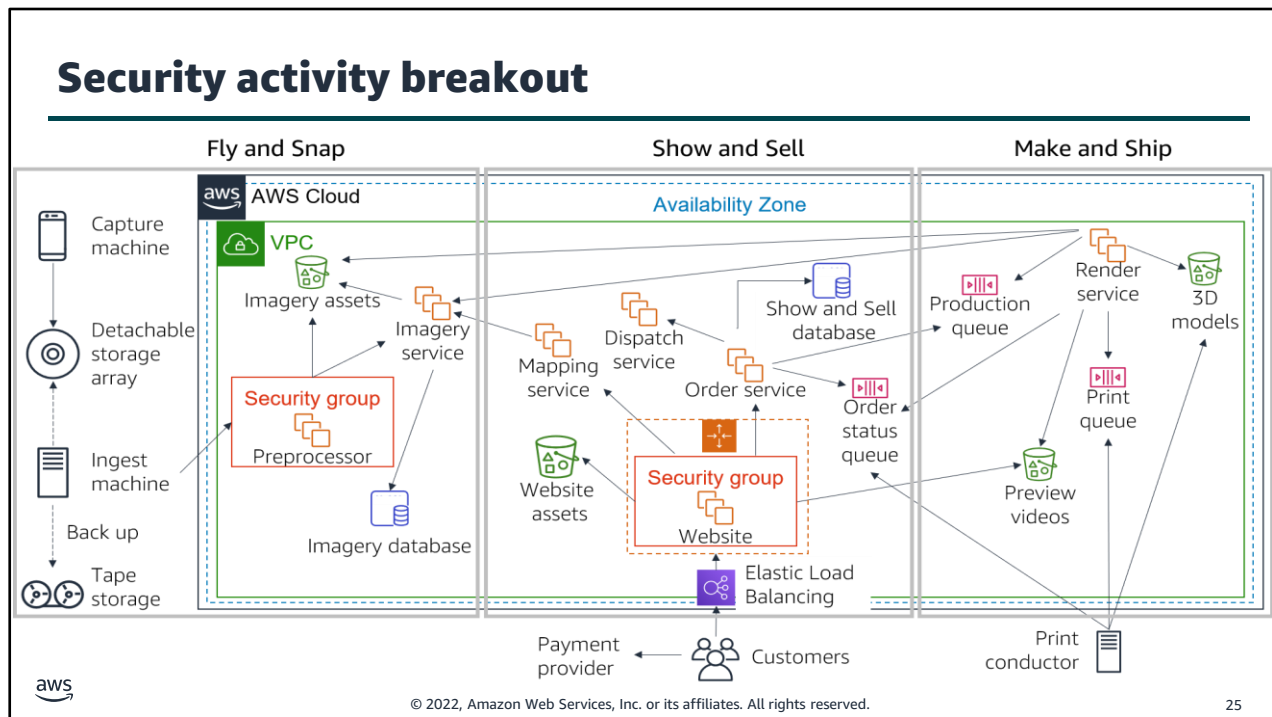 Security activity breakout
Fly and Snap
Show and Sell
Make and Ship
aws
AWS Cloud
Availability Zone
VPC
Capture
machine
Detachable
storage
array
Ingest
machine
Back up
Tape
storage
Imagery assets
Imagery
service
Security group
Preprocessor
Imagery database
Mapping
service
Dispatch
service
Order service
Show and Sell
database
Order
status
queue
Website
assets
Security group
Website
Elastic Load
Balancing
Production
queue
Render
service
3D
models
Print
queue
Preview
videos
Payment
provider
Customers
Print
conductor
aws
© 2022, Amazon Web Services, Inc. or its affiliates. All rights reserved.
25